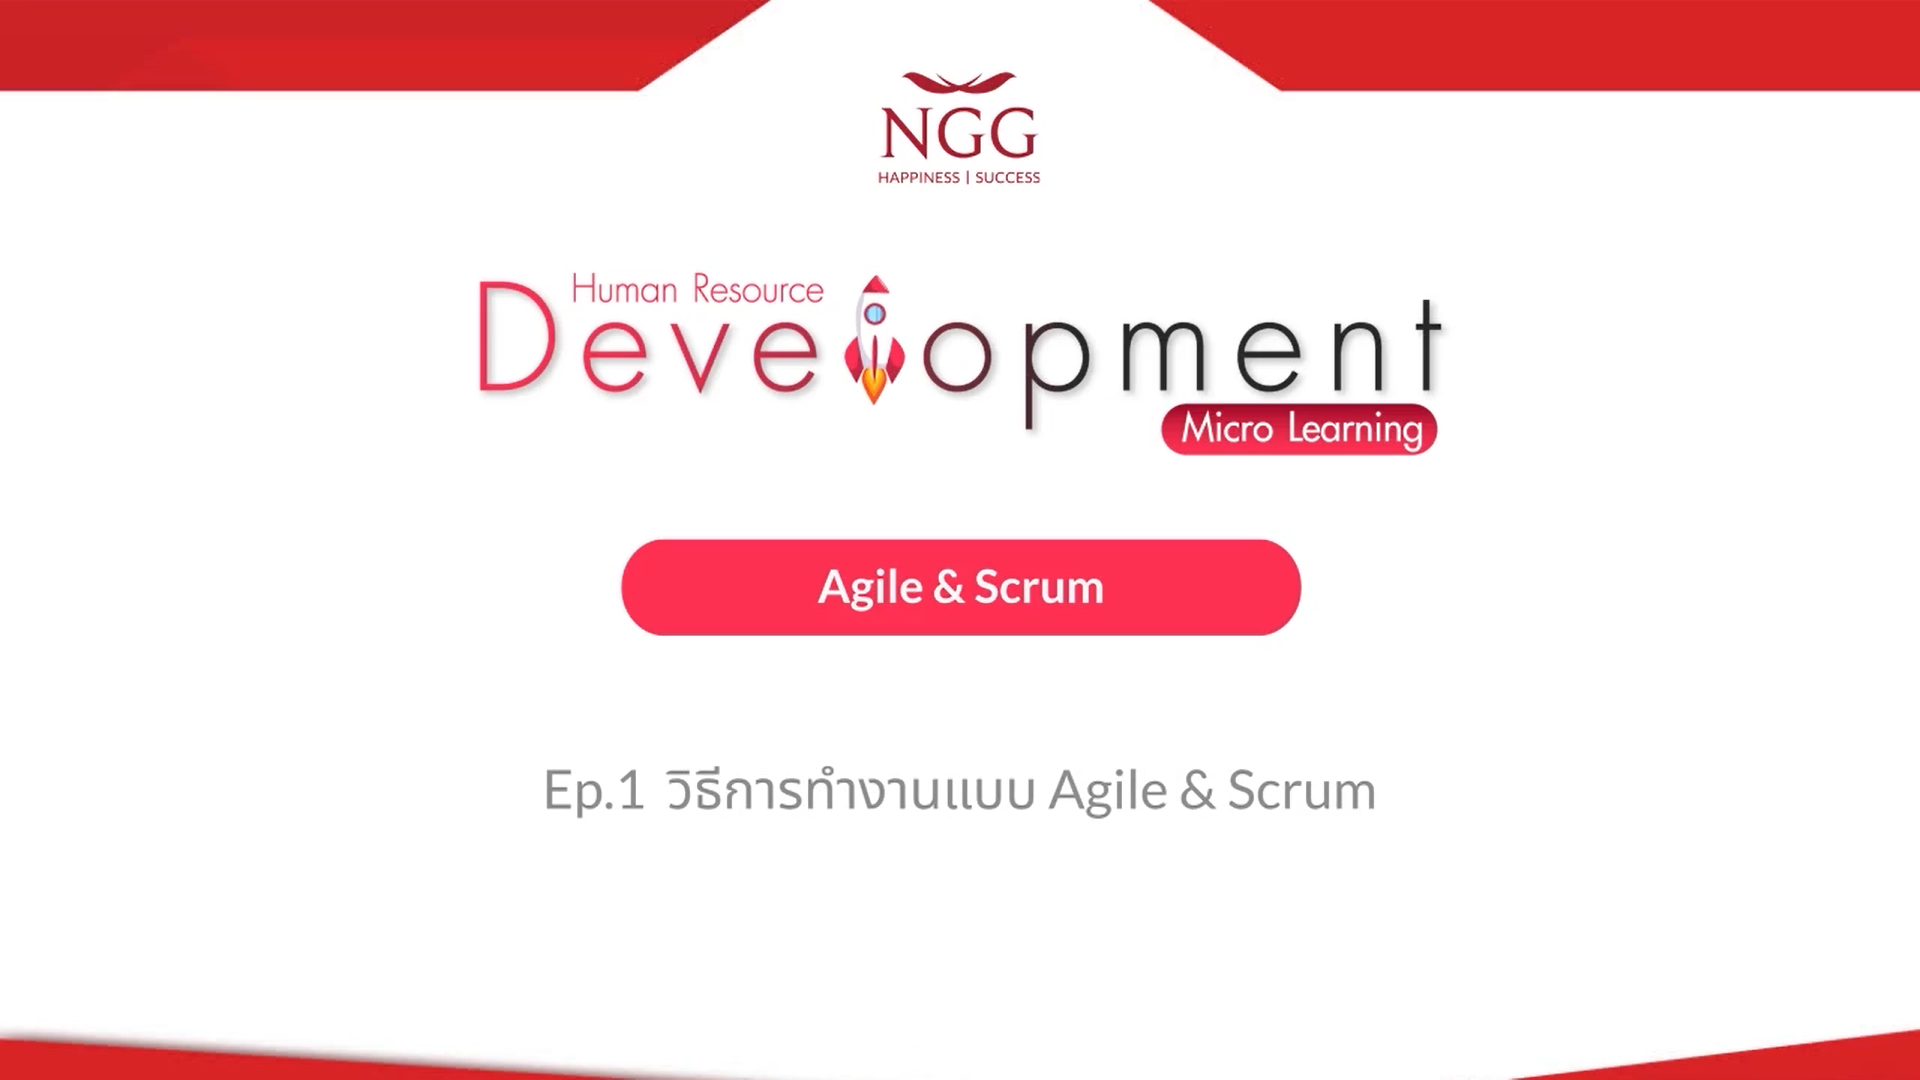 NGG
HAPPINESS | SUCCESS
Human Resource
Development
Micro Learning
Agile & Scrum
Ep.1 วิธีการทำงานแบบ Agile & Scrum